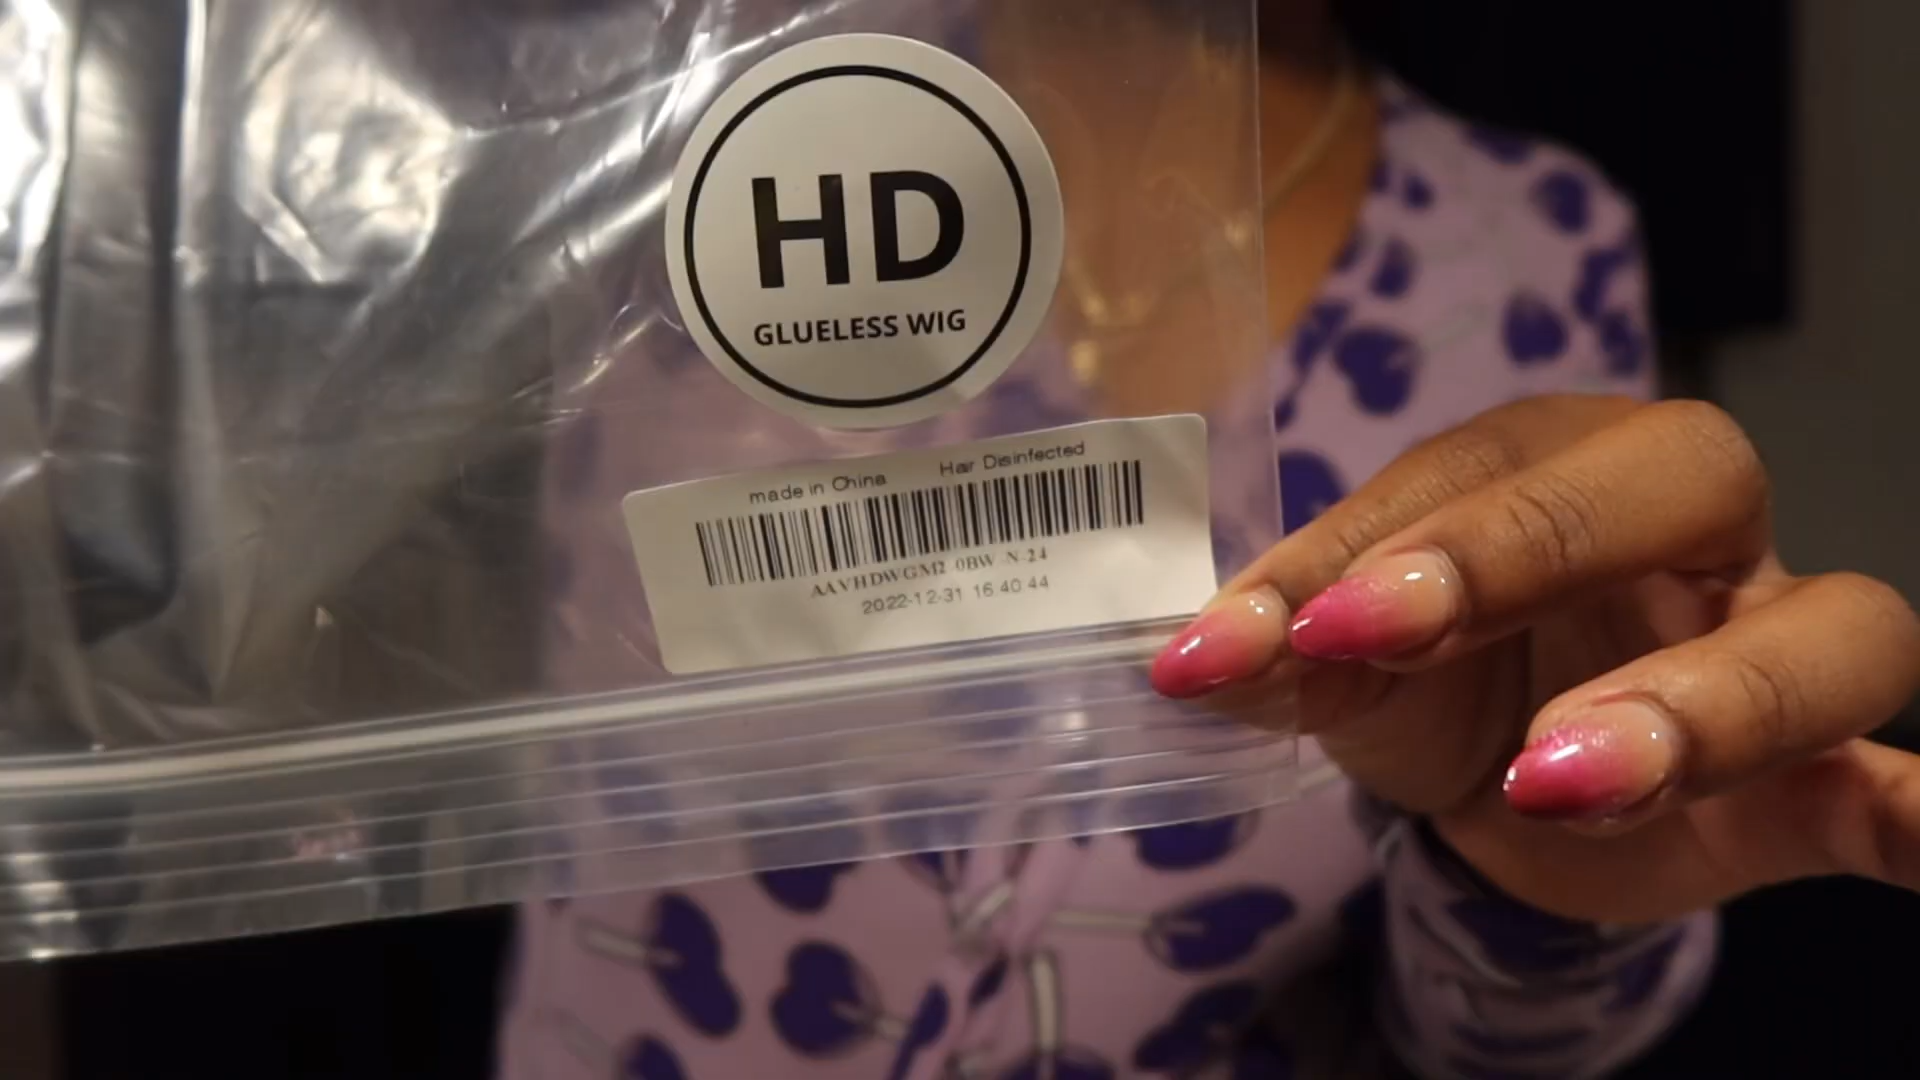 HD
GLUELESS WIG
made in China Hair Disinfected
AAVHDWGM2 0BW N-24
2022-12-31 16:40:44